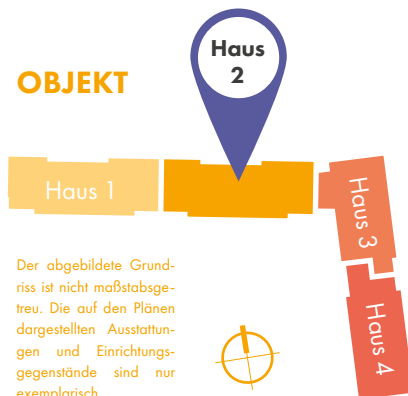 Haus
2
OBJEKT
Haus 1
Haus 3
Haus 4
Der abgebildete Grund-
riss ist nicht maßstabsge-
treu. Die auf den Plänen
dargestellten Ausstattun-
gen und Einrichtungs-
gegenstände sind nur
exemplarisch